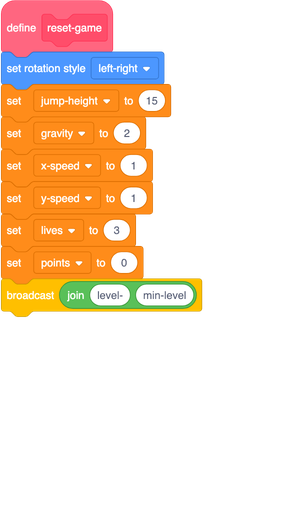 define reset-game
set rotation style left-right
set jump-height to 15
set gravity to 2
set x-speed to 1
set y-speed to 1
set lives to 3
set points to 0
broadcast join level- min-level